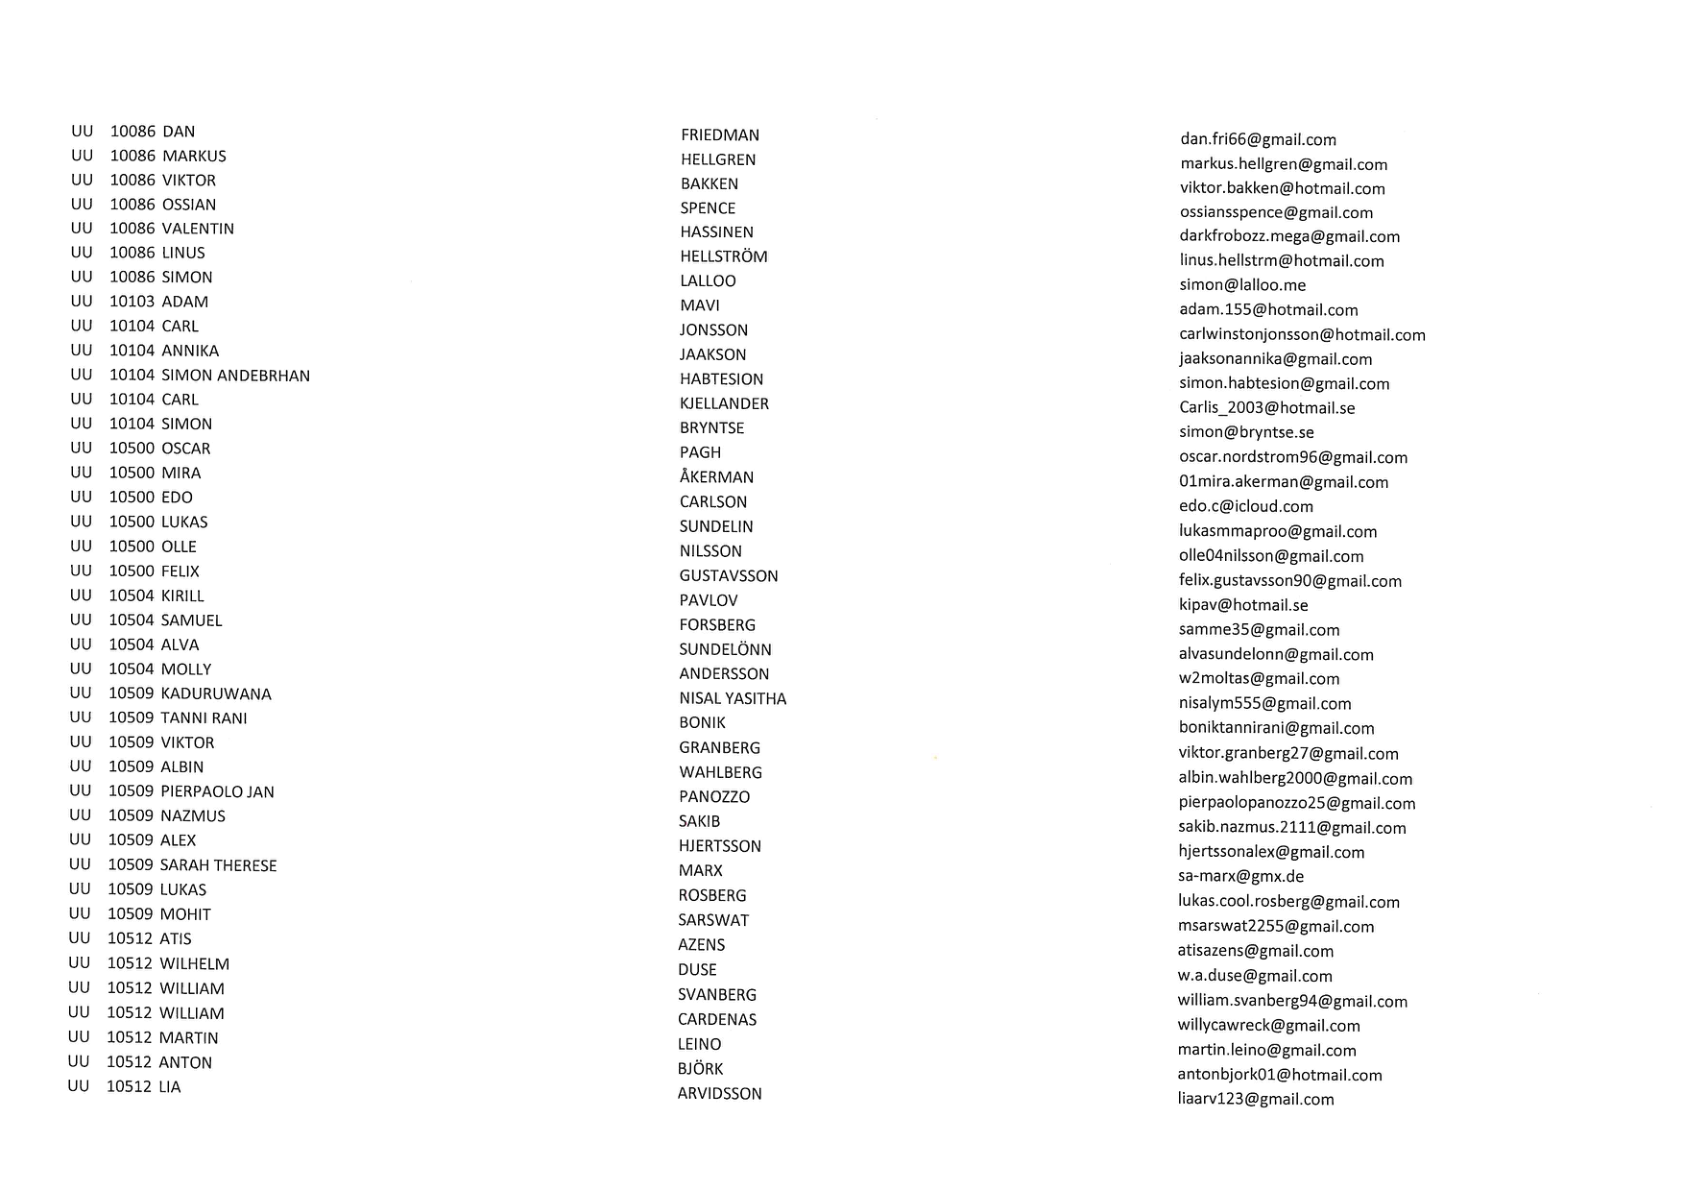 UU 10086 DAN FRIEDMAN dan.fri66@gmail.com
UU 10086 MARKUS HELLGREN markus.hellgren@gmail.com
UU 10086 VIKTOR BAKKEN viktor.bakken@hotmail.com
UU 10086 OSSIAN SPENCE ossiansspence@gmail.com
UU 10086 VALENTIN HASSINEN darkfrobozz.mega@gmail.com
UU 10086 LINUS HELLSTRÖM linus.hellstrm@hotmail.com
UU 10086 SIMON LALLOO simon@lalloo.me
UU 10103 ADAM MAVI adam.155@hotmail.com
UU 10104 CARL JONSSON carlwinstonjonsson@hotmail.com
UU 10104 ANNIKA JAAKSON jaaksonannika@gmail.com
UU 10104 SIMON ANDEBRHAN HABTESION simon.habtesion@gmail.com
UU 10104 CARL KJELLANDER Carlis_2003@hotmail.se
UU 10104 SIMON BRYNTSE simon@bryntse.se
UU 10500 OSCAR PAGH oscar.nordstrom96@gmail.com
UU 10500 MIRA ÅKERMAN 01mira.akerman@gmail.com
UU 10500 EDO CARLSON edo.c@icloud.com
UU 10500 LUKAS SUNDELIN lukasmmaproo@gmail.com
UU 10500 OLLE NILSSON olle04nilsson@gmail.com
UU 10500 FELIX GUSTAVSSON felix.gustavsson90@gmail.com
UU 10504 KIRILL PAVLOV kipav@hotmail.se
UU 10504 SAMUEL FORSBERG samme35@gmail.com
UU 10504 ALVA SUNDELÖNN alvasundelonn@gmail.com
UU 10504 MOLLY ANDERSSON w2moltas@gmail.com
UU 10509 KADURUWANA NISAL YASITHA nisalym555@gmail.com
UU 10509 TANNI RANI BONIK boniktannirani@gmail.com
UU 10509 VIKTOR GRANBERG viktor.granberg27@gmail.com
UU 10509 ALBIN WAHLBERG albin.wahlberg2000@gmail.com
UU 10509 PIERPAOLO JAN PANOZZO pierpaolopanozzo25@gmail.com
UU 10509 NAZMUS SAKIB sakib.nazmus.2111@gmail.com
UU 10509 ALEX HJERTSSON hjertssonalex@gmail.com
UU 10509 SARAH THERESE MARX sa-marx@gmx.de
UU 10509 LUKAS ROSBERG lukas.cool.rosberg@gmail.com
UU 10509 MOHIT SARSWAT msarswat2255@gmail.com
UU 10512 ATIS AZENS atisazens@gmail.com
UU 10512 WILHELM DUSE w.a.duse@gmail.com
UU 10512 WILLIAM SVANBERG william.svanberg94@gmail.com
UU 10512 WILLIAM CARDENAS willycawreck@gmail.com
UU 10512 MARTIN LEINO martin.leino@gmail.com
UU 10512 ANTON BJÖRK antonbjork01@hotmail.com
UU 10512 LIA ARVIDSSON liaarv123@gmail.com